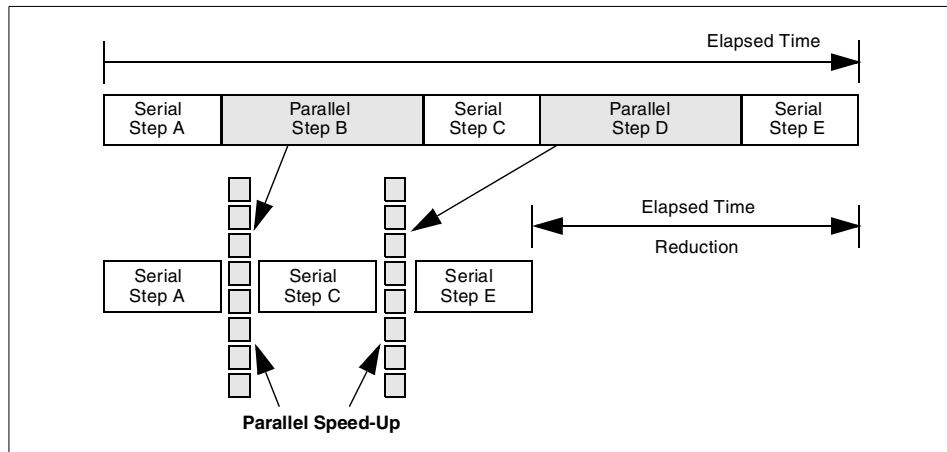 Elapsed Time
Serial
Step A
Parallel
Step B
Serial
Step C
Parallel
Step D
Serial
Step E
Elapsed Time
Reduction
Serial
Step A
Serial
Step C
Serial
Step E
Parallel Speed-Up